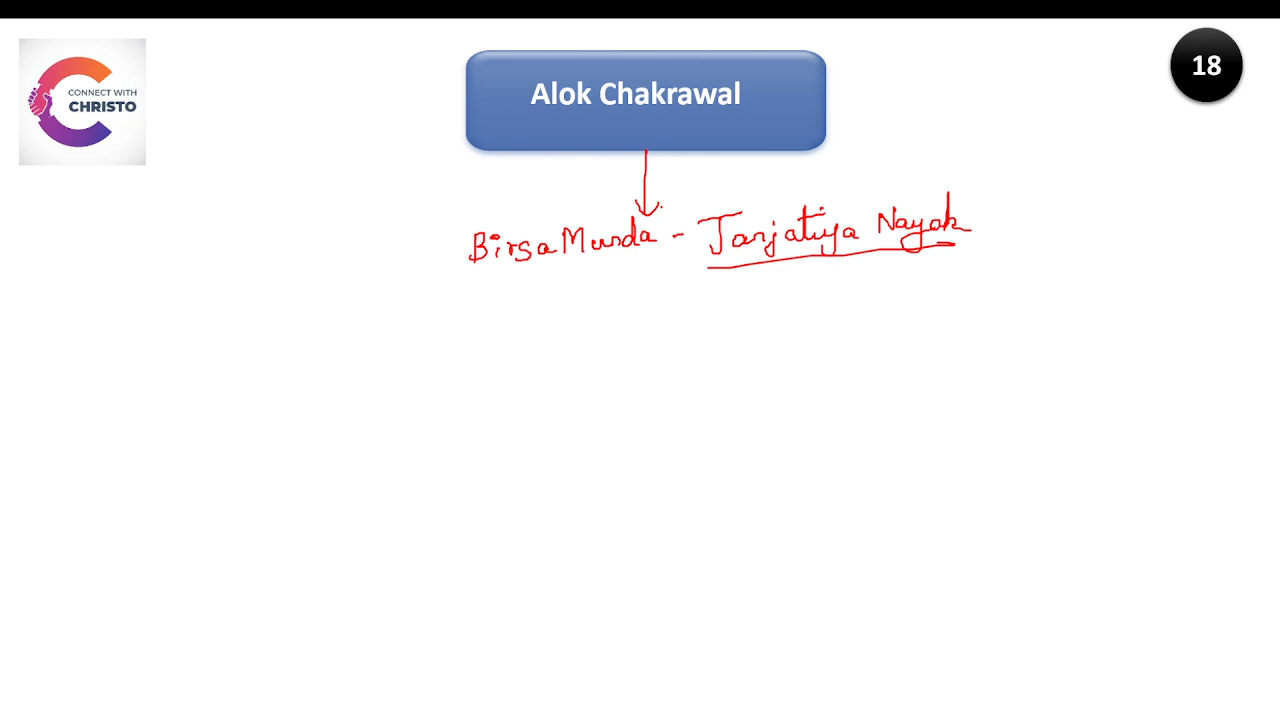 CONNECT WITH
CHRISTO
Alok Chakrawal
18
Birsa Munda - Janjatiya Nayak